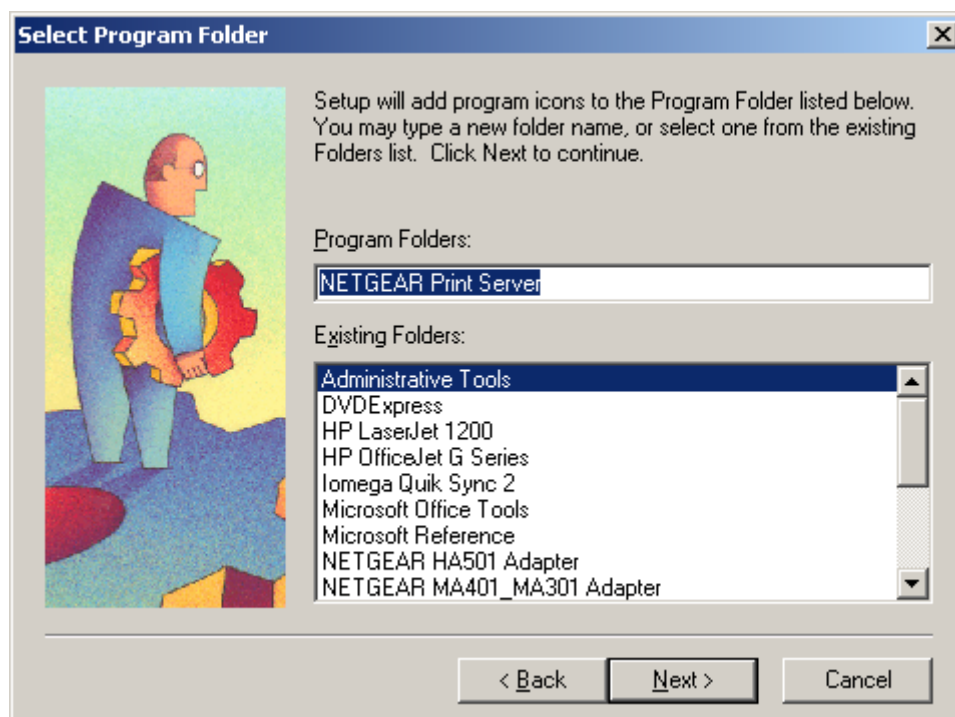 Select Program Folder
Setup will add program icons to the Program Folder listed below.
You may type a new folder name, or select one from the existing
Folders list. Click Next to continue.
Program Folders:
NETGEAR Print Server
Existing Folders:
Administrative Tools
DVDExpress
HP LaserJet 1200
HP OfficeJet G Series
Iomega Quik Sync 2
Microsoft Office Tools
Microsoft Reference
NETGEAR HA501 Adapter
NETGEAR MA401_MA301 Adapter
< Back
Next >
Cancel